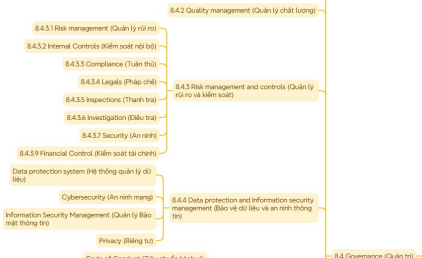 8.4.2 Quality management (Quản lý chất lượng)
8.4.3.1 Risk management (Quản lý rủi ro)
8.4.3.2 Internal Controls (Kiểm soát nội bộ)
8.4.3.3 Compliance (Tuân thủ)
8.4.3.4 Legals (Pháp chế)
8.4.3.5 Inspections (Thanh tra)
8.4.3.6 Investigation (Điều tra)
8.4.3.7 Security (An ninh)
8.4.3.9 Financial Control (Kiểm soát tài chính)
8.4.3 Risk management and controls (Quản lý
rủi ro và kiểm soát)
Data protection system (Hệ thống quản lý dữ
liệu)
Cybersecurity (An ninh mạng)
Information Security Management (Quản lý Bảo
mật thông tin)
Privacy (Riêng tư)
8.4.4 Data protection and Information security
management (Bảo vệ dữ liệu và an ninh thông
tin)
8.4 Governance (Quản trị)